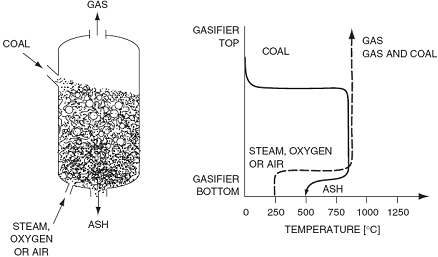 GAS
COAL
STEAM,
OXYGEN
OR AIR
ASH
GASIFIER
TOP
COAL
GAS
GAS AND COAL
STEAM, OXYGEN
OR AIR
GASIFIER
BOTTOM
ASH
0 250 500 750 1000 1250
TEMPERATURE [°C]